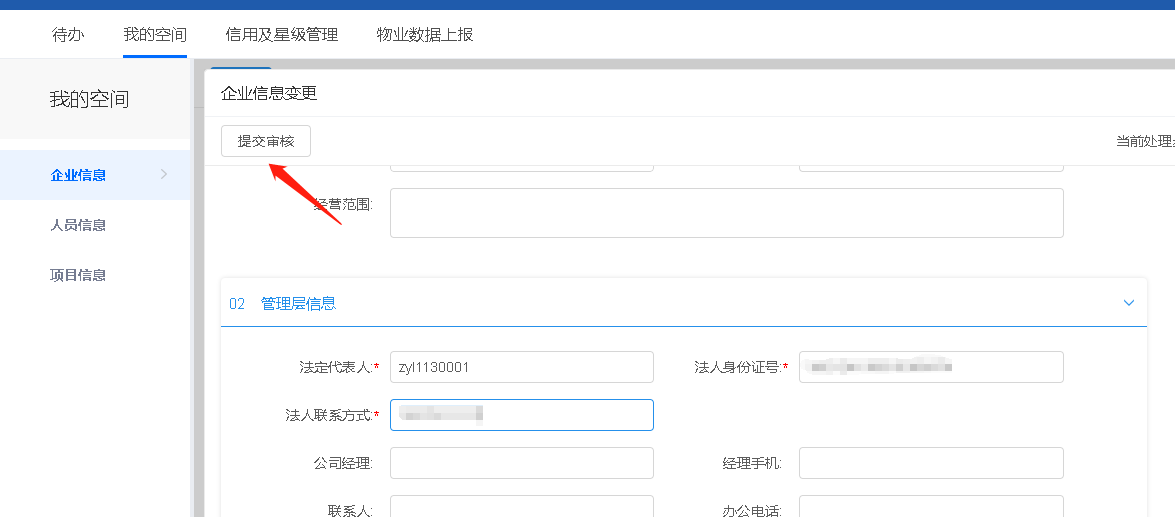 待办 我的空间 信用及星级管理 物业数据上报
我的空间
企业信息变更
提交审核
当前处理
企业信息
经营范围:
人员信息
项目信息
02 管理层信息
法定代表人:* zyl1130001 法人身份证号:*
法人联系方式:*
公司经理: 经理手机:
联系人: 办公电话: